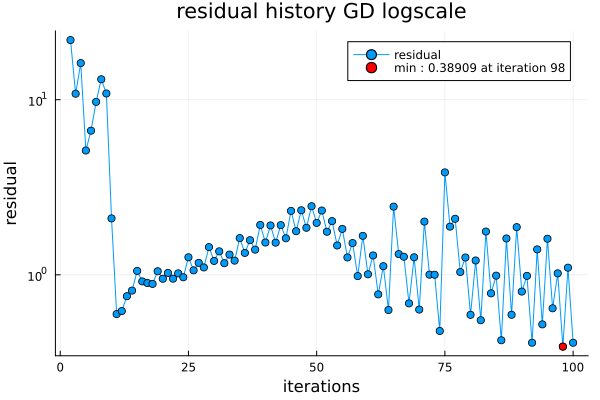 residual history GD logscale
residual
min : 0.38909 at iteration 98
10¹
10⁰
residual
0 25 50 75 100
iterations